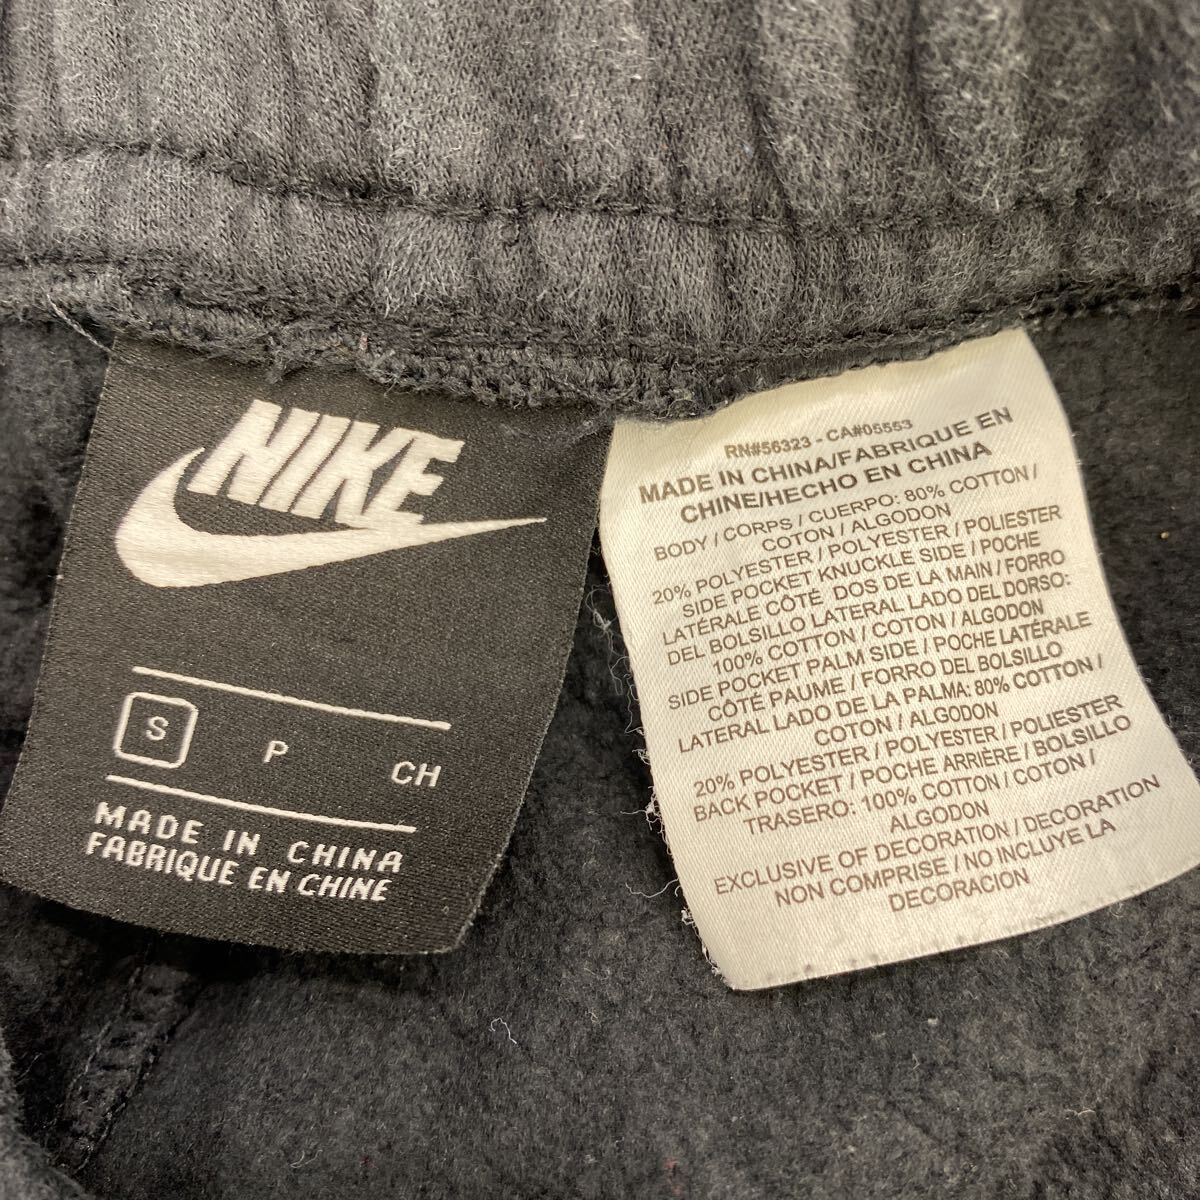 NIKE
S P CH
MADE IN CHINA
FABRIQUE EN CHINE
RN#56323 - CA#05553
MADE IN CHINA/FABRIQUE EN
CHINE/HECHO EN CHINA
BODY / CORPS / CUERPO: 80% COTTON /
COTON / ALGODON
20% POLYESTER / POLYESTER / POLIESTER
SIDE POCKET KNUCKLE SIDE / POCHE
LATÉRALE CÔTÉ DOS DE LA MAIN / FORRO
DEL BOLSILLO LATERAL LADO DEL DORSO:
100% COTTON / COTON / ALGODON
SIDE POCKET PALM SIDE / POCHE LATÉRALE
CÔTÉ PAUME / FORRO DEL BOLSILLO
LATERAL LADO DE LA PALMA: 80% COTTON /
COTON / ALGODON
20% POLYESTER / POLYESTER / POLIESTER
BACK POCKET / POCHE ARRIÈRE / BOLSILLO
TRASERO: 100% COTTON / COTON /
ALGODON
EXCLUSIVE OF DECORATION / DECORATION
NON COMPRISE / NO INCLUYE LA
DECORACION